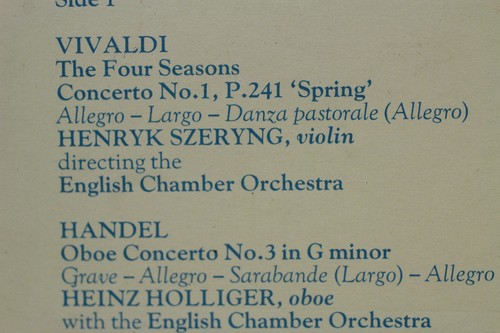 Side 1
VIVALDI
The Four Seasons
Concerto No.1, P.241 ‘Spring’
Allegro – Largo – Danza pastorale (Allegro)
HENRYK SZERYNG, violin
directing the
English Chamber Orchestra
HANDEL
Oboe Concerto No.3 in G minor
Grave – Allegro – Sarabande (Largo) – Allegro
HEINZ HOLLIGER, oboe
with the English Chamber Orchestra